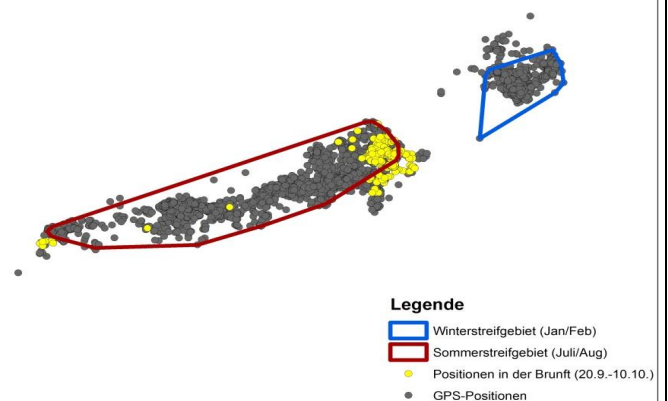 Legende
Winterstreifgebiet (Jan/Feb)
Sommerstreifgebiet (Juli/Aug)
Positionen in der Brunft (20.9.-10.10.)
GPS-Positionen